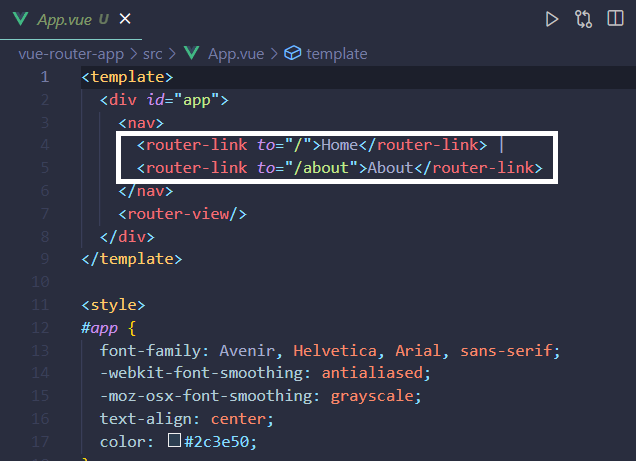 App.vue U
vue-router-app > src > App.vue > template
1 <template>
2 <div id="app">
3 <nav>
4 <router-link to="/">Home</router-link> |
5 <router-link to="/about">About</router-link>
6 </nav>
7 <router-view/>
8 </div>
9 </template>
10
11 <style>
12 #app {
13 font-family: Avenir, Helvetica, Arial, sans-serif;
14 -webkit-font-smoothing: antialiased;
15 -moz-osx-font-smoothing: grayscale;
16 text-align: center;
17 color: #2c3e50;